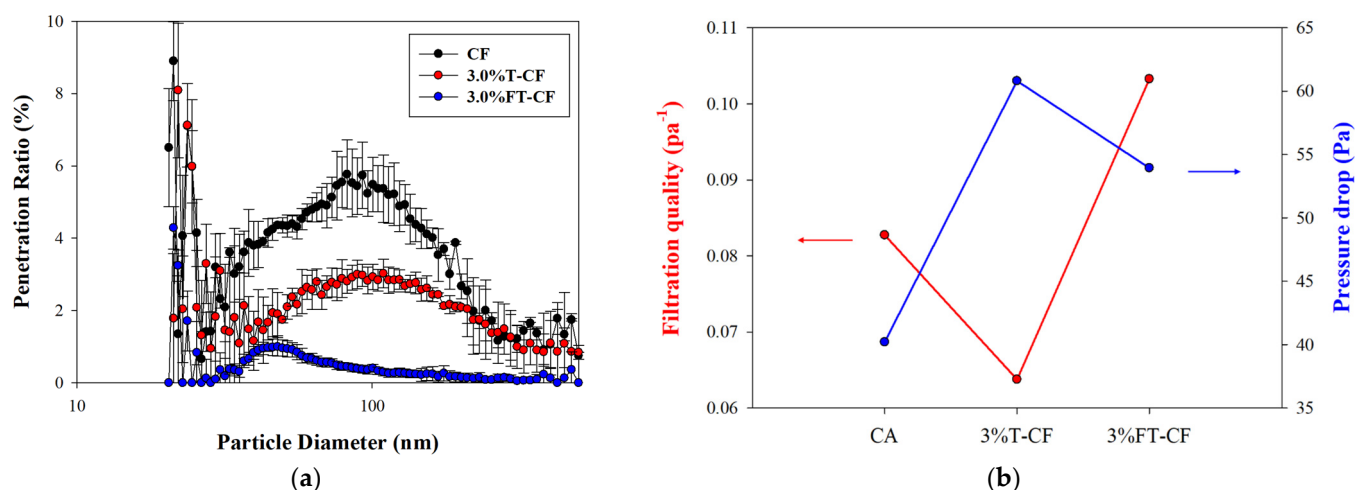 10
8
6
4
2
0
Penetration Ratio (%)
CF
3.0%T-CF
3.0%FT-CF
10
100
Particle Diameter (nm)
(a)
0.11
0.10
0.09
0.08
0.07
0.06
Filtration quality (pa-1)
CA
3%T-CF
3%FT-CF
65
60
55
50
45
40
35
Pressure drop (Pa)
(b)